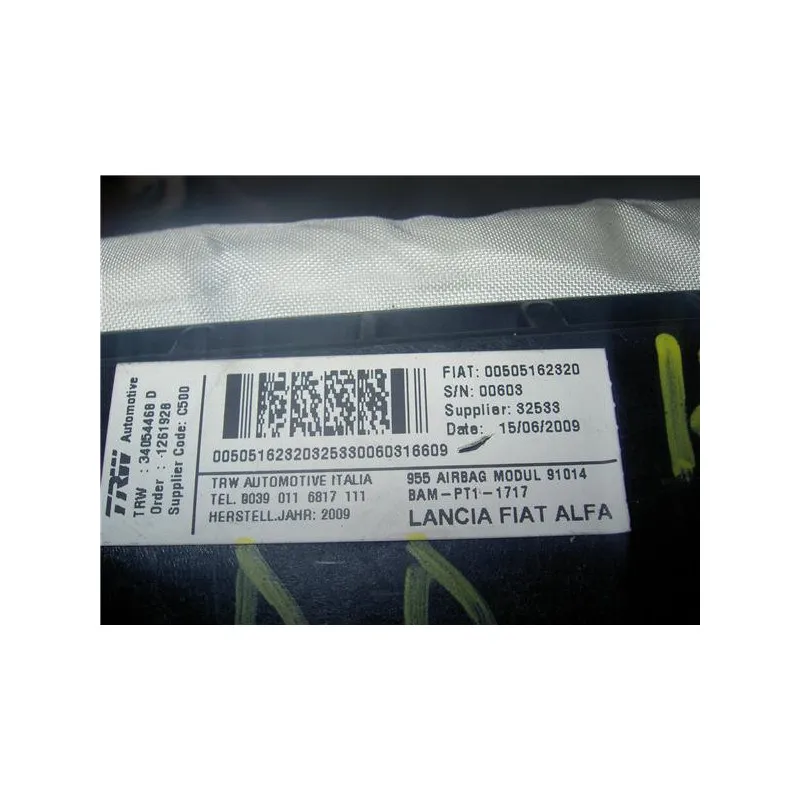 TRW Automotive
TRW : 34054468 D
Order : 1261928
Supplier Code: C500
FIAT: 00505162320
S/N: 00603
Supplier: 32533
Date: 15/06/2009
00505162320325330060316609
TRW AUTOMOTIVE ITALIA
TEL. 8039 011 6817 111
HERSTELL.JAHR: 2009
955 AIRBAG MODUL 91014
BAM-PT1-1717
LANCIA FIAT ALFA